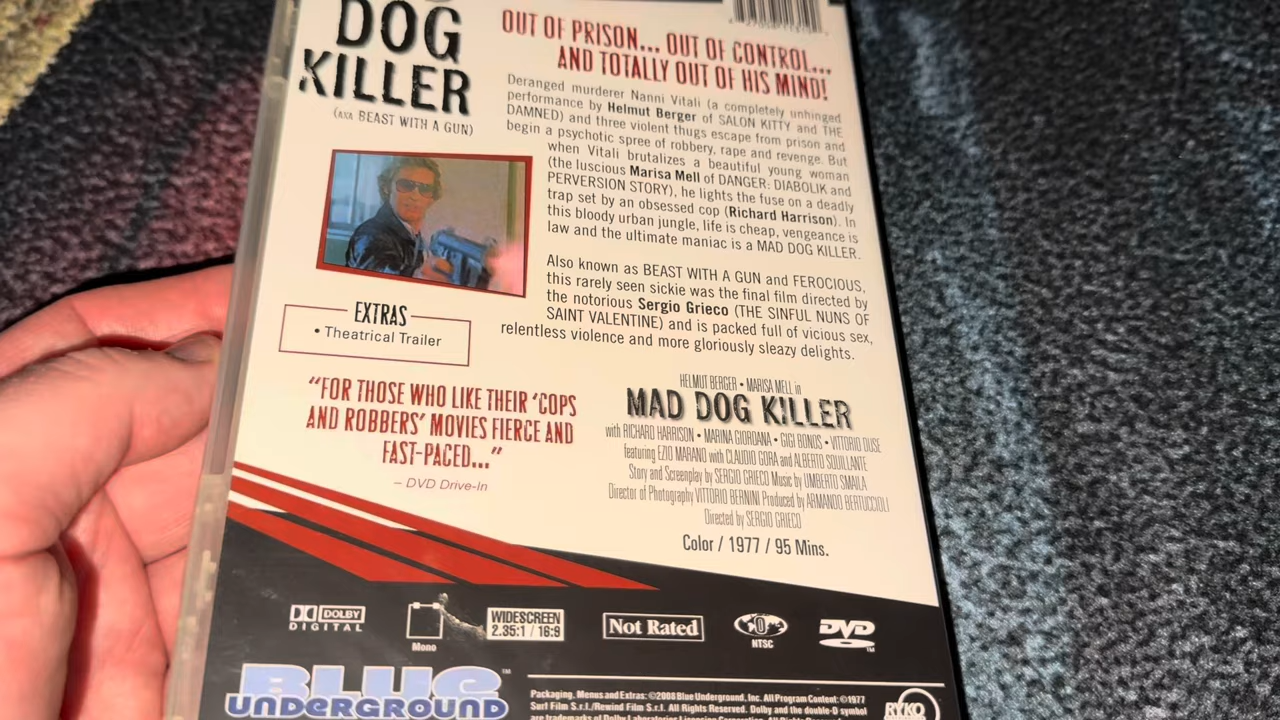 DOG
KILLER
(AKA BEAST WITH A GUN)
OUT OF PRISON... OUT OF CONTROL...
AND TOTALLY OUT OF HIS MIND!
Deranged murderer Nanni Vitali (a completely unhinged
performance by Helmut Berger of SALON KITTY and THE
DAMNED) and three violent thugs escape from prison and
begin a psychotic spree of robbery, rape and revenge. But
when Vitali brutalizes a beautiful young woman
(the luscious Marisa Mell of DANGER: DIABOLIK and
PERVERSION STORY), he lights the fuse on a deadly
trap set by an obsessed cop (Richard Harrison). In
this bloody urban jungle, life is cheap, vengeance is
law and the ultimate maniac is a MAD DOG KILLER.
Also known as BEAST WITH A GUN and FEROCIOUS,
this rarely seen sickie was the final film directed by
the notorious Sergio Grieco (THE SINFUL NUNS OF
SAINT VALENTINE) and is packed full of vicious sex,
relentless violence and more gloriously sleazy delights.
EXTRAS
• Theatrical Trailer
"FOR THOSE WHO LIKE THEIR 'COPS
AND ROBBERS' MOVIES FIERCE AND
FAST-PACED..."
– DVD Drive-In
HELMUT BERGER • MARISA MELL in
MAD DOG KILLER
with RICHARD HARRISON • MARINA GIORDANA • GIGI BONOS • VITTORIO DUSE
featuring EZIO MARANO with CLAUDIO GORA and ALBERTO SQUILLANTE
Story and Screenplay by SERGIO GRIECO Music by UMBERTO SMAILA
Director of Photography VITTORIO BERNINI Produced by ARMANDO BERTUCCIOLI
Directed by SERGIO GRIECO
Color / 1977 / 95 Mins.
DOLBY
DIGITAL
Mono
WIDESCREEN
2.35:1 / 16:9
Not Rated
0
NTSC
DVD
TM
BLUE
UNDERGROUND
TM
Packaging, Menus and Extras: ©2008 Blue Underground, Inc. All Program Content: ©1977
Surf Film S.r.l./Rewind Film S.r.l. All Rights Reserved. Dolby and the double-D symbol
are trademarks of Dolby Laboratories Licensing Corporation. All Rights Reserved.
RYKO